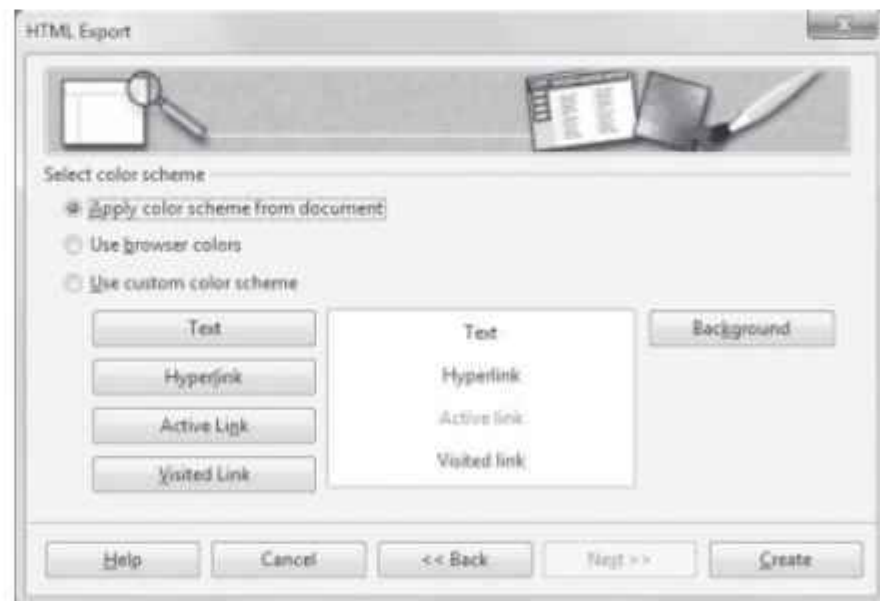 HTML Export
Select color scheme
Apply color scheme from document
Use browser colors
Use custom color scheme
Text
Text
Background
Hyperlink
Hyperlink
Active Link
Active link
Visited Link
Visited link
Help
Cancel
<< Back
Next >>
Create